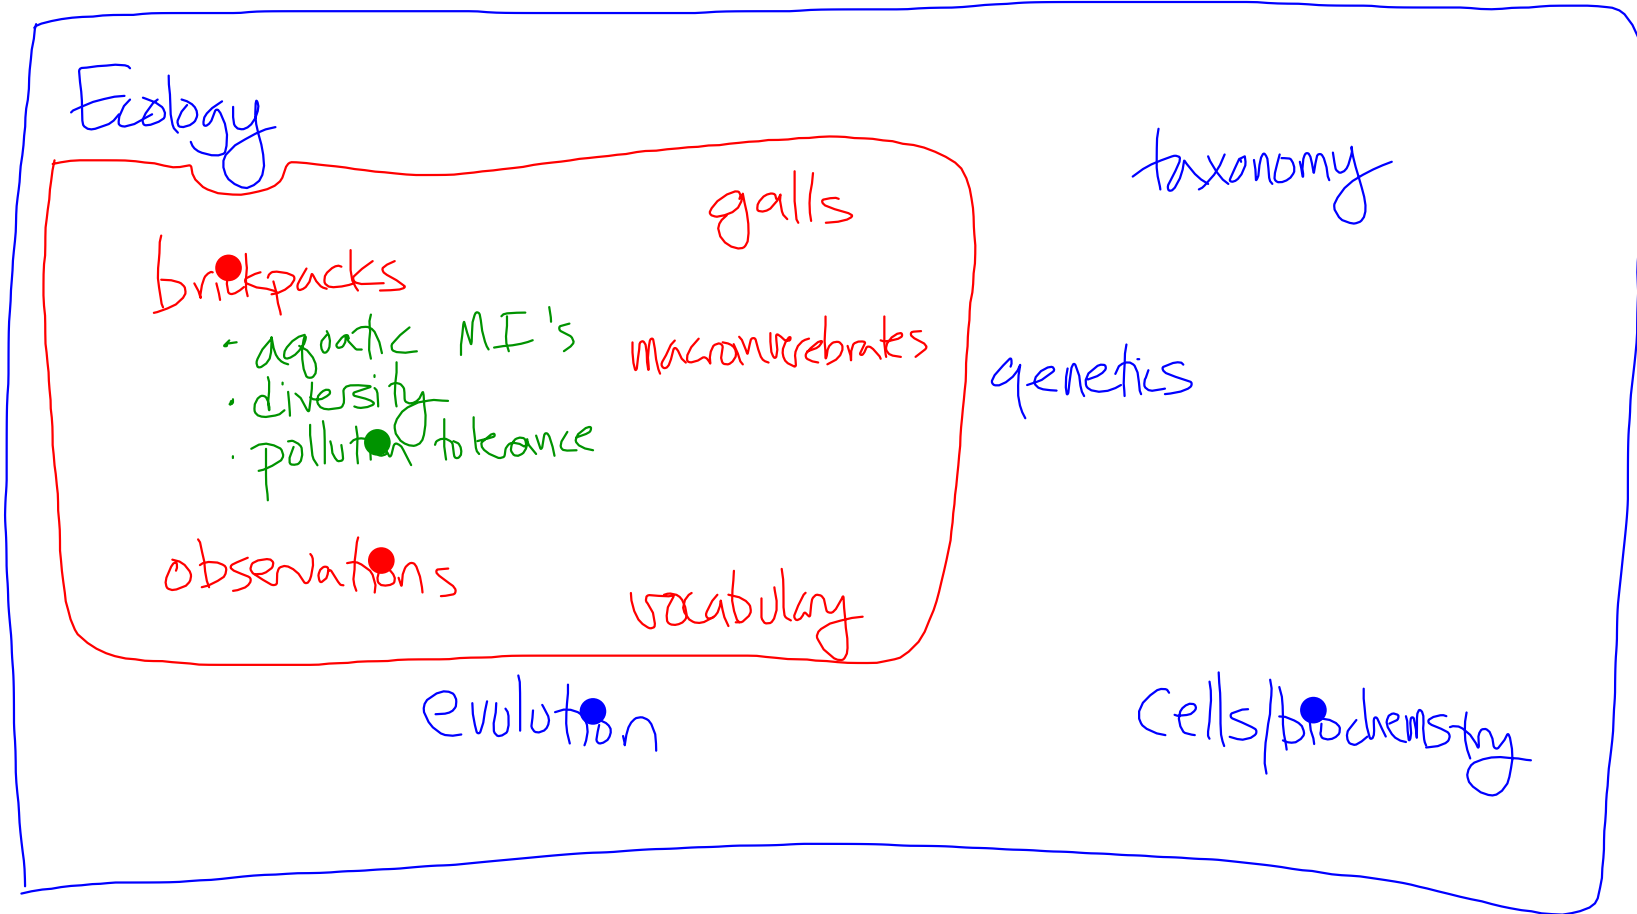 Ecology
taxonomy
galls
brickpacks
· aquatic MI's
macroinvertebrates
genetics
· diversity
· pollution tolerance
observations
vocabulary
evolution
cells/biochemistry